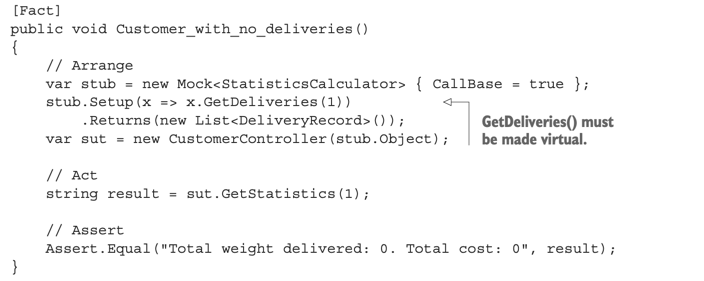 [Fact]
public void Customer_with_no_deliveries()
{
    // Arrange
    var stub = new Mock<StatisticsCalculator> { CallBase = true };
    stub.Setup(x => x.GetDeliveries(1))
        .Returns(new List<DeliveryRecord>());
    var sut = new CustomerController(stub.Object);
GetDeliveries() must
be made virtual.
    // Act
    string result = sut.GetStatistics(1);
    // Assert
    Assert.Equal("Total weight delivered: 0. Total cost: 0", result);
}